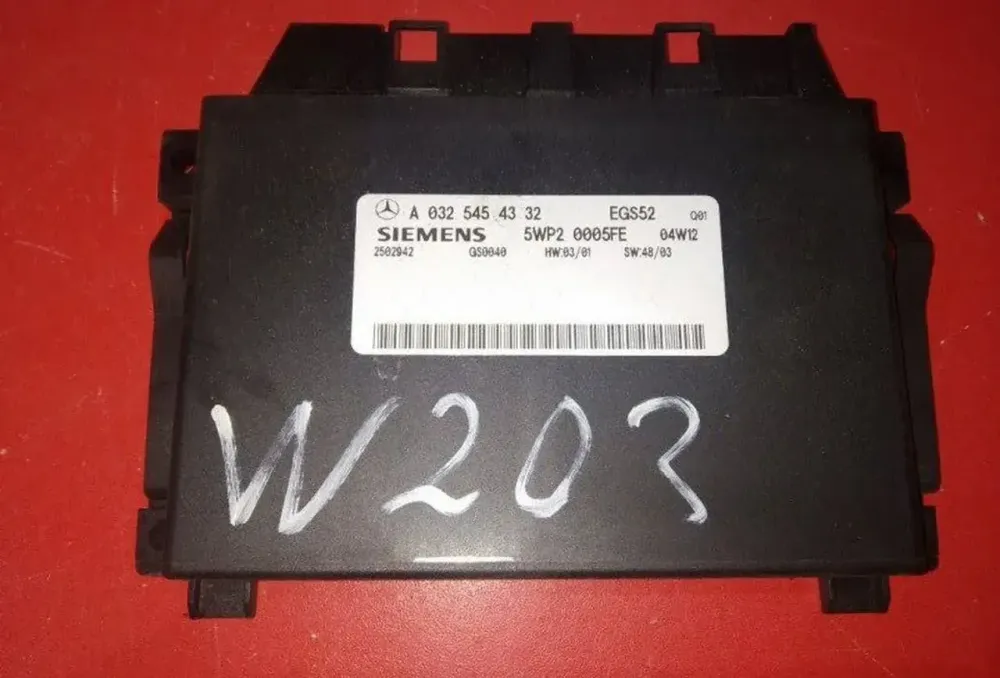 A 032 545 43 32 EGS52 Q01
SIEMENS 5WP2 0005FE 04W12
2502942 GS0040 HW:03/01 SW:48/03
W203